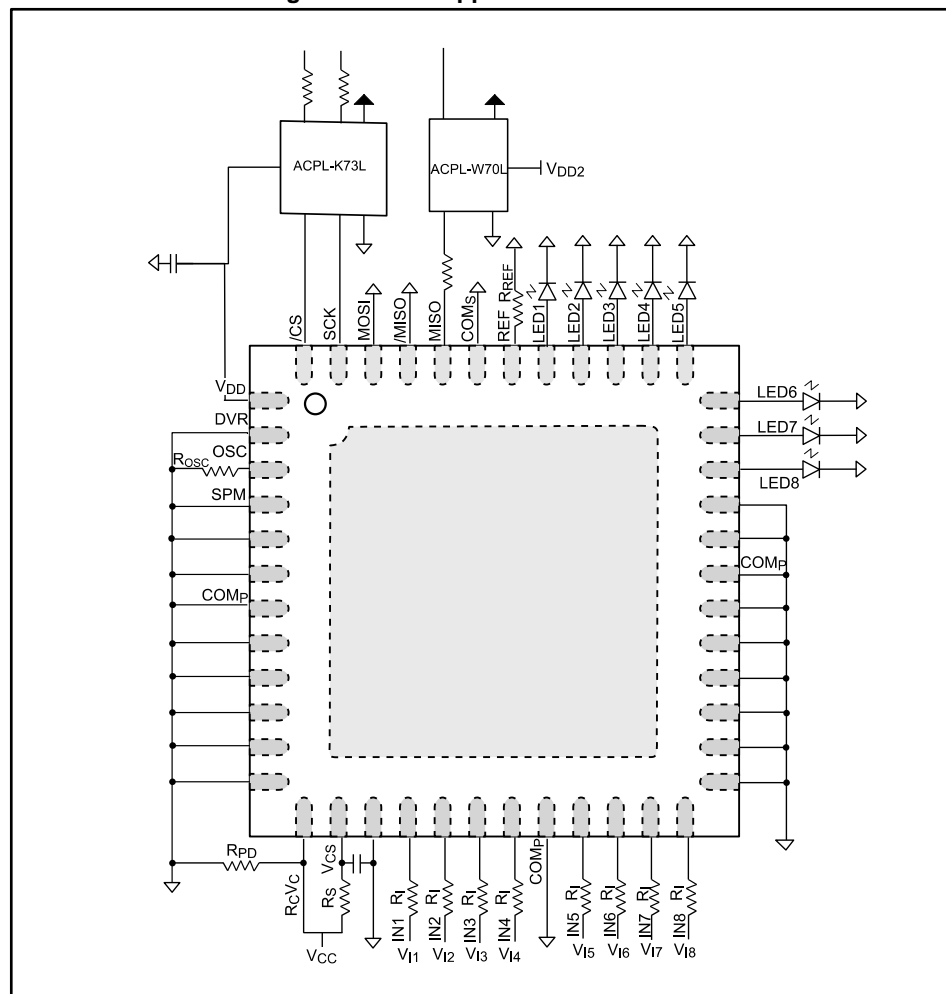 ACPL-K73L
ACPL-W70L
VDD2
/CS
SCK
MOSI
/MISO
MISO
COMS
REF
RREF
LED1
LED2
LED3
LED4
LED5
VDD
DVR
OSC
ROSC
SPM
COMP
LED6
LED7
LED8
COMP
RPD
RCVC
VCS
RS
VCC
IN1 RI
IN2 RI
IN3 RI
IN4 RI
COMP
IN5 RI
IN6 RI
IN7 RI
IN8 RI
VI1
VI2
VI3
VI4
VI5
VI6
VI7
VI8